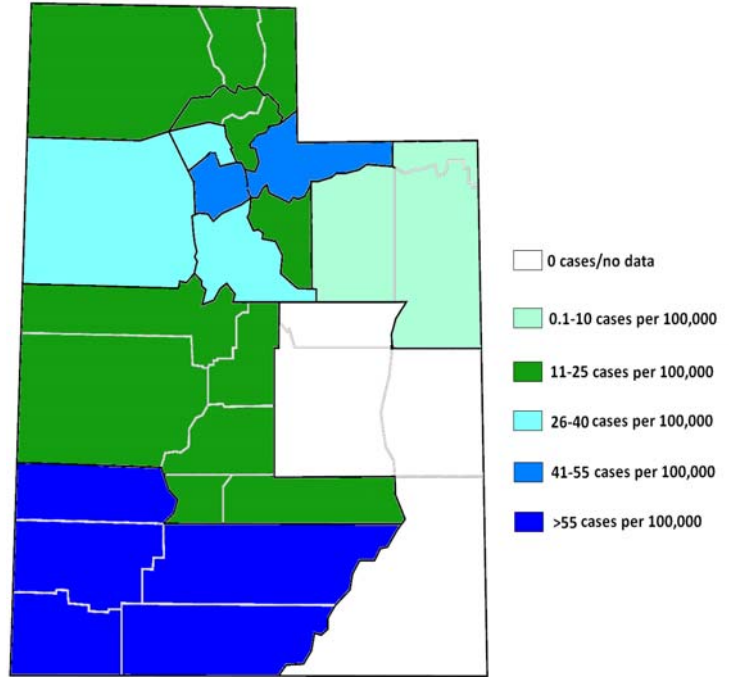 0 cases/no data
0.1-10 cases per 100,000
11-25 cases per 100,000
26-40 cases per 100,000
41-55 cases per 100,000
>55 cases per 100,000